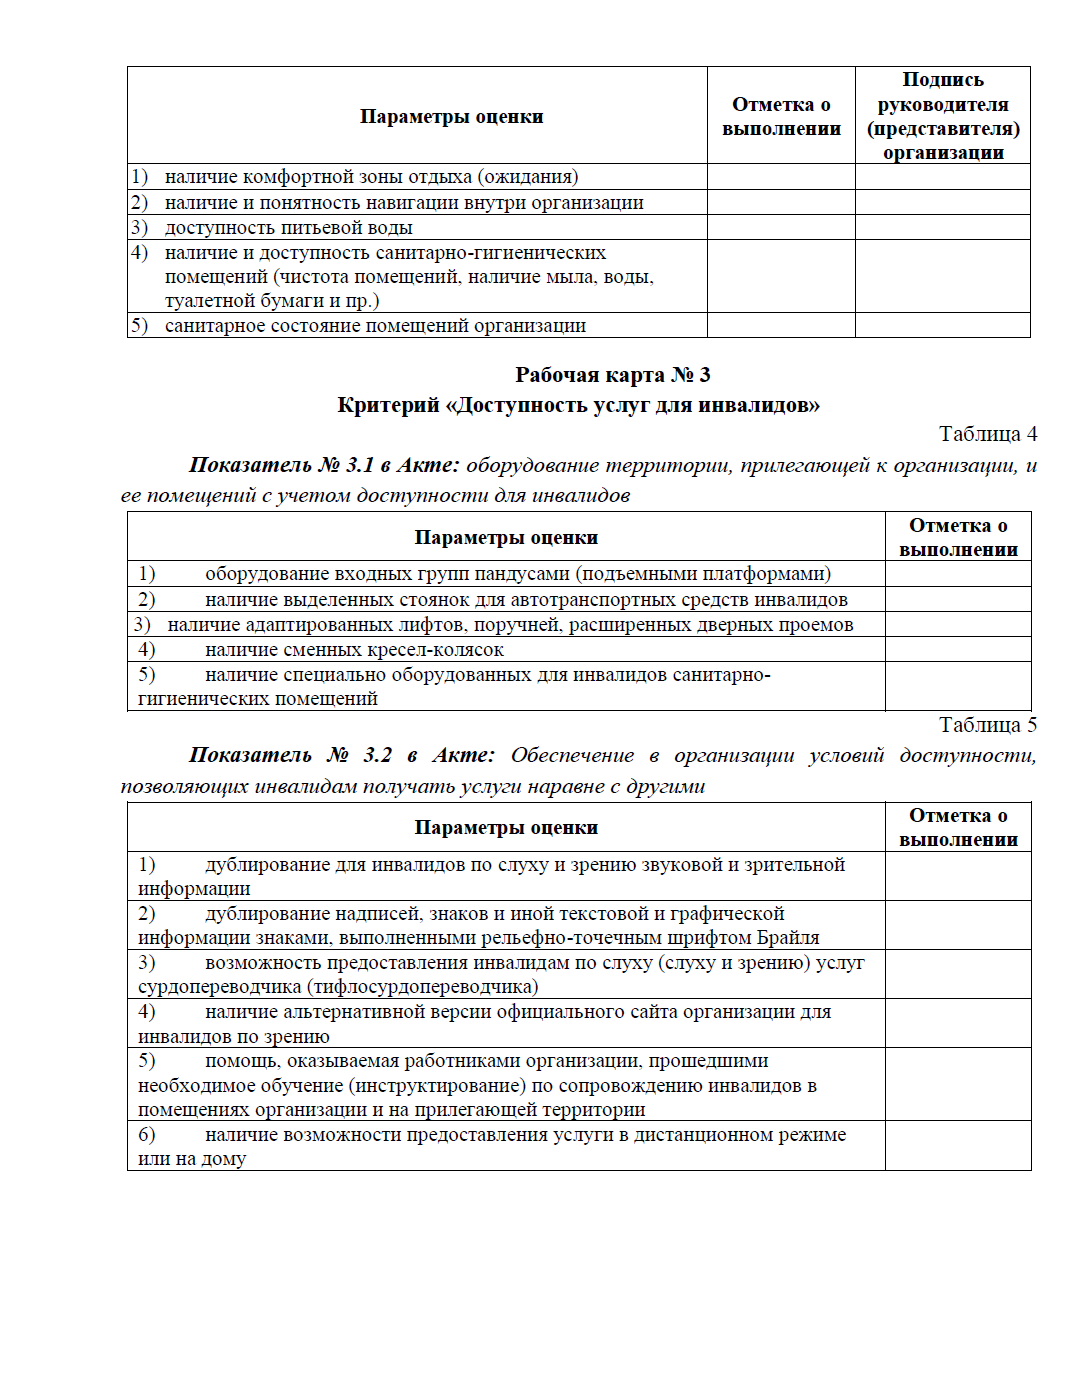 Параметры оценки
Отметка о
выполнении
Подпись
руководителя
(представителя)
организации
1) наличие комфортной зоны отдыха (ожидания)
2) наличие и понятность навигации внутри организации
3) доступность питьевой воды
4) наличие и доступность санитарно-гигиенических
помещений (чистота помещений, наличие мыла, воды,
туалетной бумаги и пр.)
5) санитарное состояние помещений организации
Рабочая карта № 3
Критерий «Доступность услуг для инвалидов»
Таблица 4
Показатель № 3.1 в Акте: оборудование территории, прилегающей к организации, и
ее помещений с учетом доступности для инвалидов
Параметры оценки
Отметка о
выполнении
1) оборудование входных групп пандусами (подъемными платформами)
2) наличие выделенных стоянок для автотранспортных средств инвалидов
3) наличие адаптированных лифтов, поручней, расширенных дверных проемов
4) наличие сменных кресел-колясок
5) наличие специально оборудованных для инвалидов санитарно-
гигиенических помещений
Таблица 5
Показатель № 3.2 в Акте: Обеспечение в организации условий доступности,
позволяющих инвалидам получать услуги наравне с другими
Параметры оценки
Отметка о
выполнении
1) дублирование для инвалидов по слуху и зрению звуковой и зрительной
информации
2) дублирование надписей, знаков и иной текстовой и графической
информации знаками, выполненными рельефно-точечным шрифтом Брайля
3) возможность предоставления инвалидам по слуху (слуху и зрению) услуг
сурдопереводчика (тифлосурдопереводчика)
4) наличие альтернативной версии официального сайта организации для
инвалидов по зрению
5) помощь, оказываемая работниками организации, прошедшими
необходимое обучение (инструктирование) по сопровождению инвалидов в
помещениях организации и на прилегающей территории
6) наличие возможности предоставления услуги в дистанционном режиме
или на дому